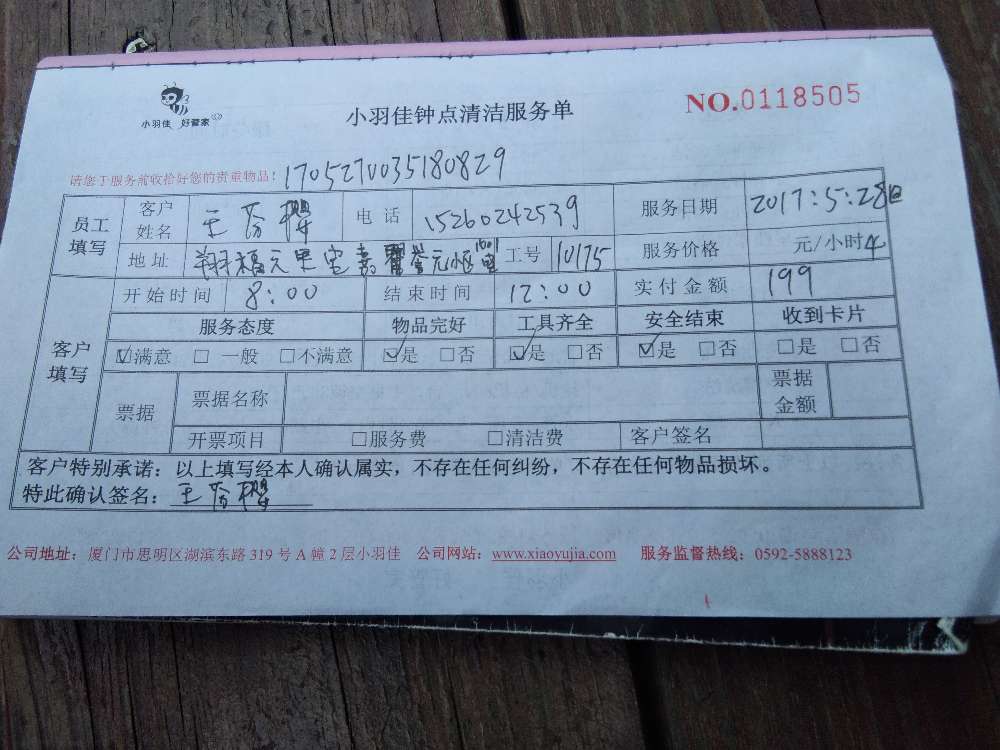 小羽佳 好管家
小羽佳钟点清洁服务单
NO.0118505
请您于服务前收拾好您的贵重物品! 1705270035180829
员工填写 客户姓名 王 电话 15260242539 服务日期 2017:5:28日
地址 翔 元 工号 10175 服务价格 元/小时 4
客户填写 开始时间 8:00 结束时间 12:00 实付金额 199
服务态度 物品完好 工具齐全 安全结束 收到卡片
☑满意 □一般 □不满意 ☑是 □否 ☑是 □否 ☑是 □否 □是 □否
票据 票据名称 票据金额
开票项目 □服务费 □清洁费 客户签名
客户特别承诺：以上填写经本人确认属实，不存在任何纠纷，不存在任何物品损坏。
特此确认签名：王
公司地址：厦门市思明区湖滨东路 319 号 A 幢 2 层小羽佳 公司网站：www.xiaoyujia.com 服务监督热线：0592-5888123